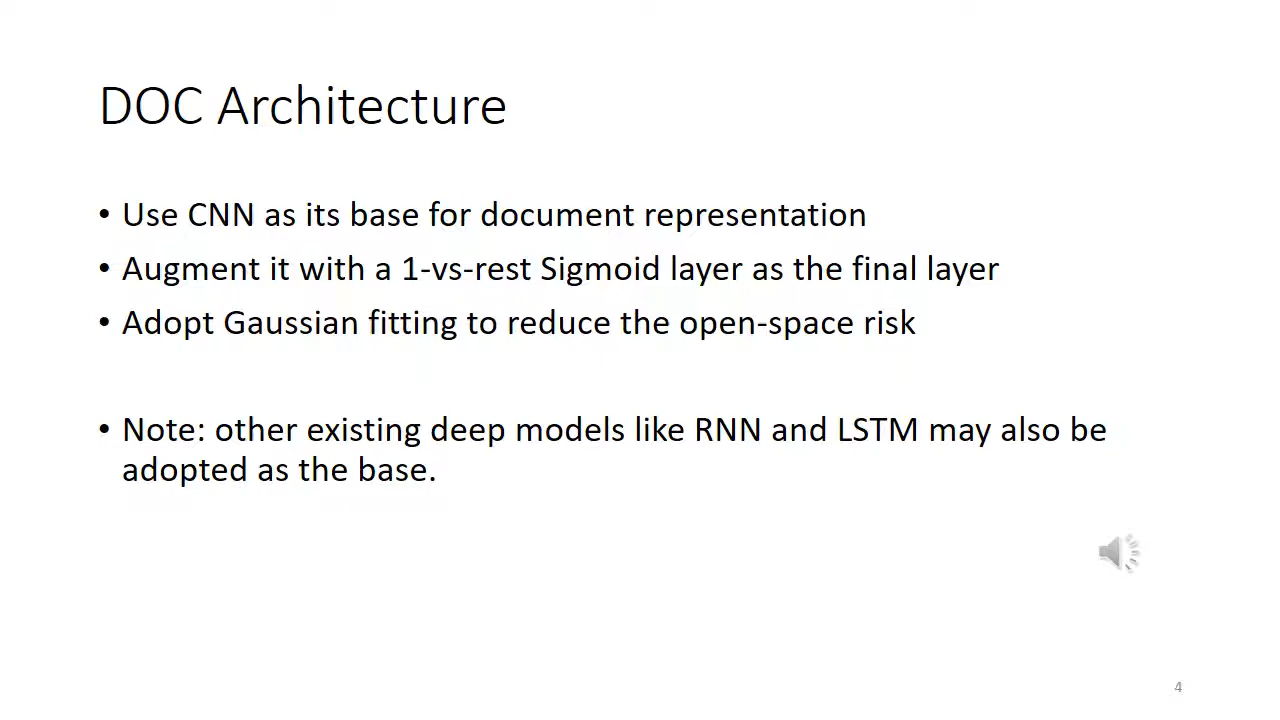 DOC Architecture
• Use CNN as its base for document representation
• Augment it with a 1-vs-rest Sigmoid layer as the final layer
• Adopt Gaussian fitting to reduce the open-space risk
• Note: other existing deep models like RNN and LSTM may also be
adopted as the base.
4